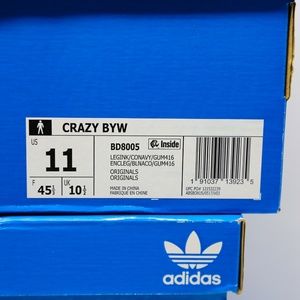 CRAZY BYW
US
11
F
45⅓
UK
10½
BD8005
Inside
LEGINK/CONAVY/GUM416
ENCLEG/BLNACO/GUM416
ORIGINALS
ORIGINALS
MADE IN CHINA
FABRIQUÉ EN CHINE
1 91037 13923 5
adidas